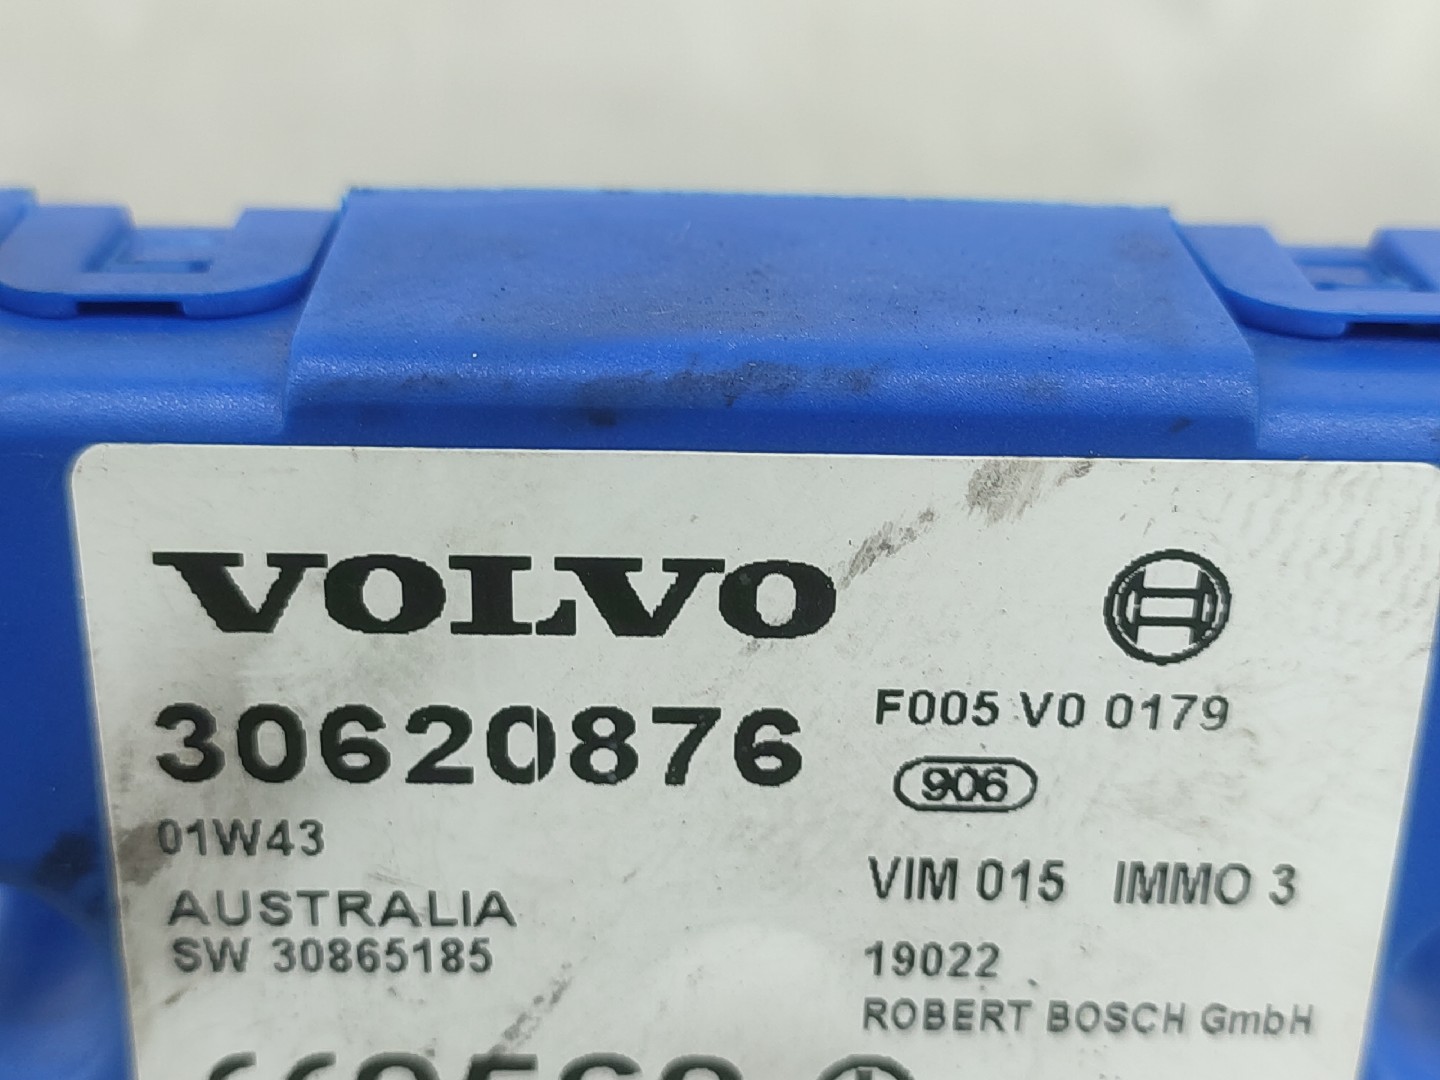 VOLVO
30620876
01W43
AUSTRALIA
SW 30865185
F005 V0 0179
906
VIM 015 IMMO 3
19022
ROBERT BOSCH GmbH